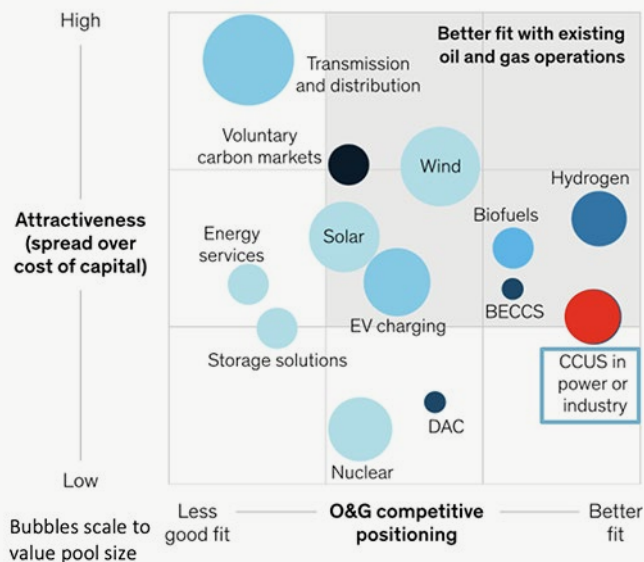 High
Better fit with existing
oil and gas operations
Transmission
and distribution
Voluntary
carbon markets
Wind
Hydrogen
Attractiveness
(spread over
cost of capital)
Energy
services
Solar
Biofuels
BECCS
EV charging
Storage solutions
CCUS in
power or
industry
DAC
Nuclear
Low
Bubbles scale to
value pool size
Less
good fit
O&G competitive
positioning
Better
fit